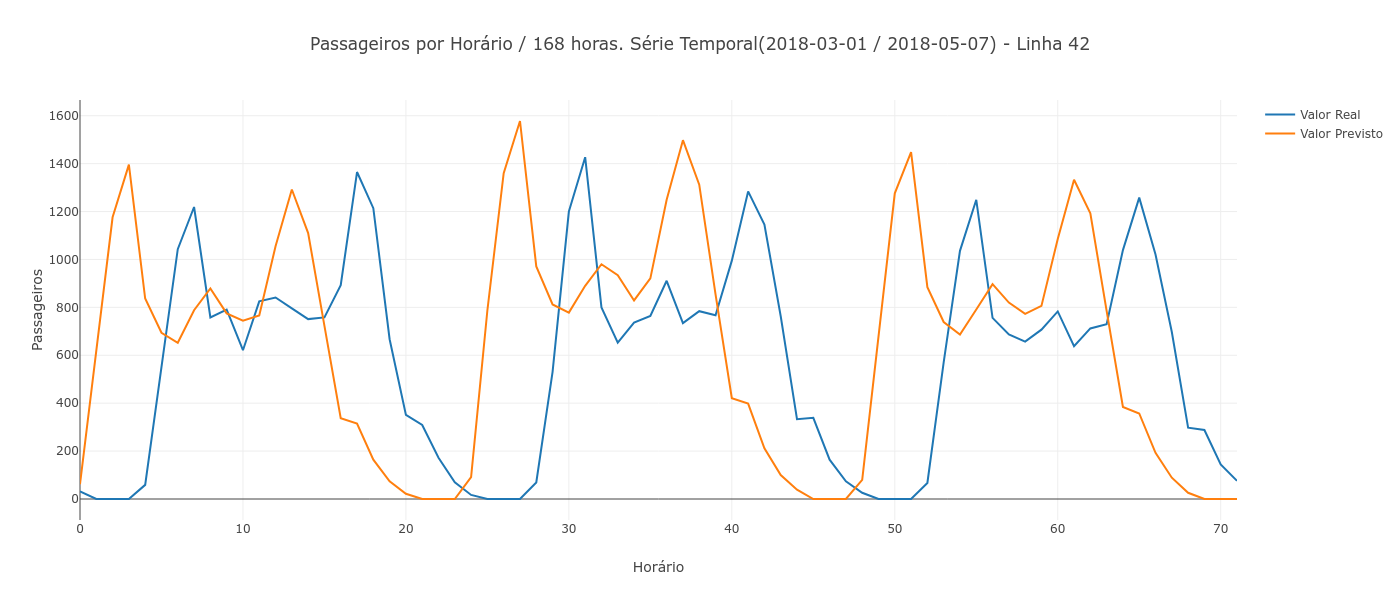 Passageiros por Horário / 168 horas. Série Temporal(2018-03-01 / 2018-05-07) - Linha 42
Valor Real
Valor Previsto
Passageiros
1600
1400
1200
1000
800
600
400
200
0
0 10 20 30 40 50 60 70
Horário